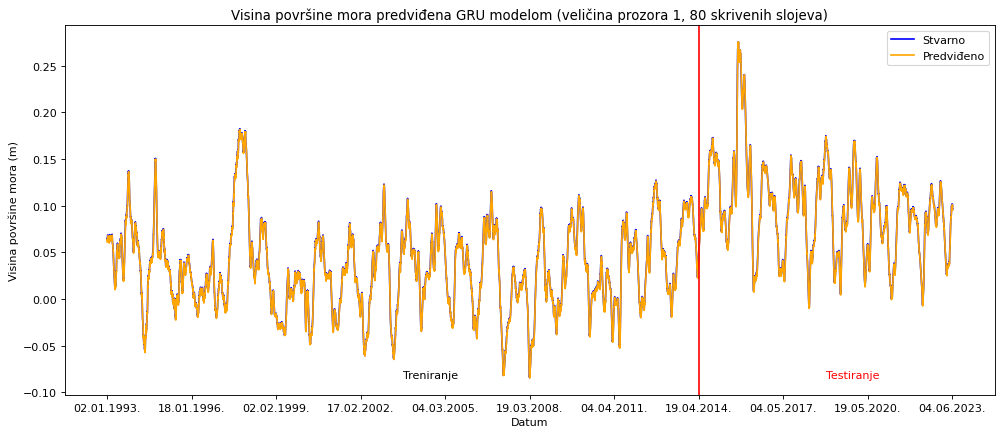 Visina površine mora predviđena GRU modelom (veličina prozora 1, 80 skrivenih slojeva)
Stvarno
Predviđeno
Visina površine mora (m)
0.25
0.20
0.15
0.10
0.05
0.00
−0.05
−0.10
Treniranje
Testiranje
02.01.1993. 18.01.1996. 02.02.1999. 17.02.2002. 04.03.2005. 19.03.2008. 04.04.2011. 19.04.2014. 04.05.2017. 19.05.2020. 04.06.2023.
Datum